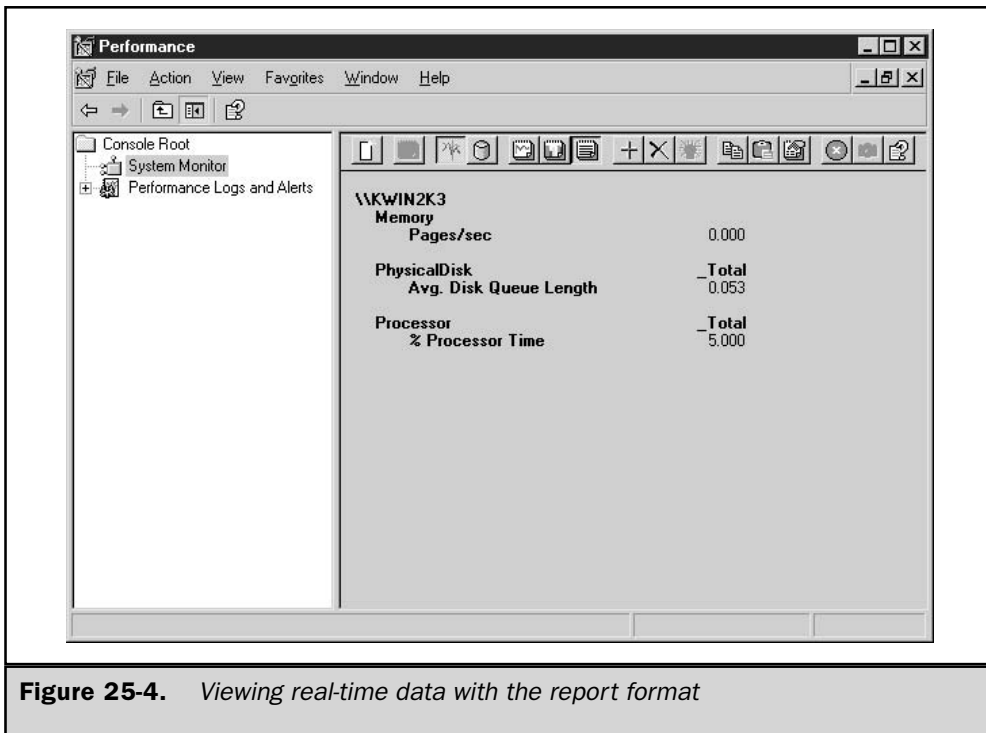 Performance
File Action View Favorites Window Help
Console Root
System Monitor
Performance Logs and Alerts
\\KWIN2K3
Memory
Pages/sec 0.000
PhysicalDisk _Total
Avg. Disk Queue Length 0.053
Processor _Total
% Processor Time 5.000
Figure 25-4. Viewing real-time data with the report format